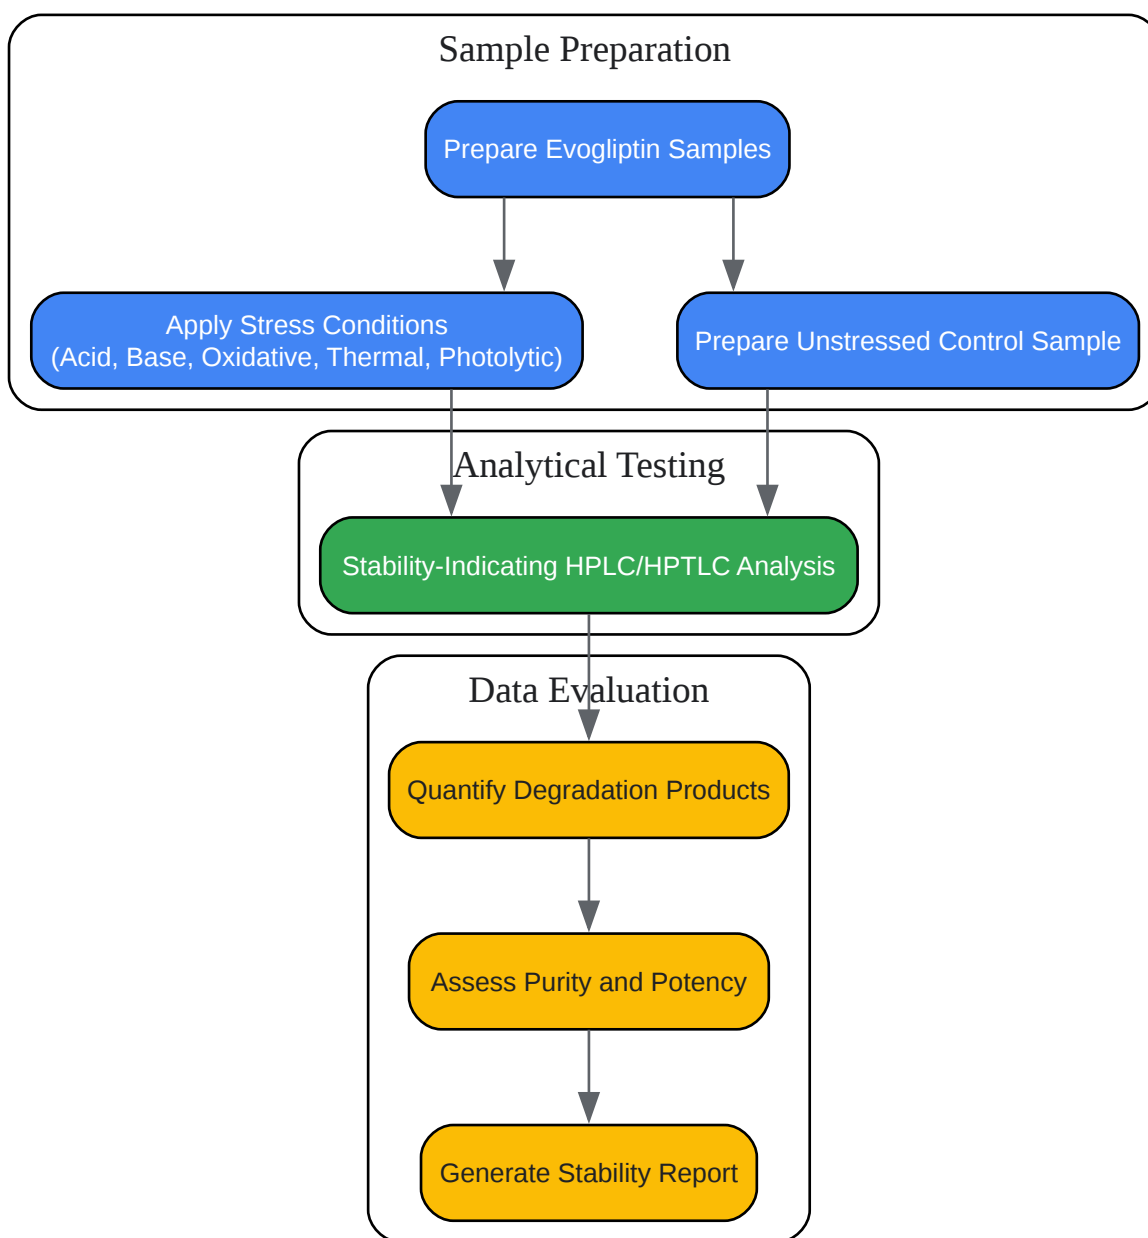 Sample Preparation
Prepare Evogliptin Samples
Apply Stress Conditions
(Acid, Base, Oxidative, Thermal, Photolytic)
Prepare Unstressed Control Sample
Analytical Testing
Stability-Indicating HPLC/HPTLC Analysis
Data Evaluation
Quantify Degradation Products
Assess Purity and Potency
Generate Stability Report